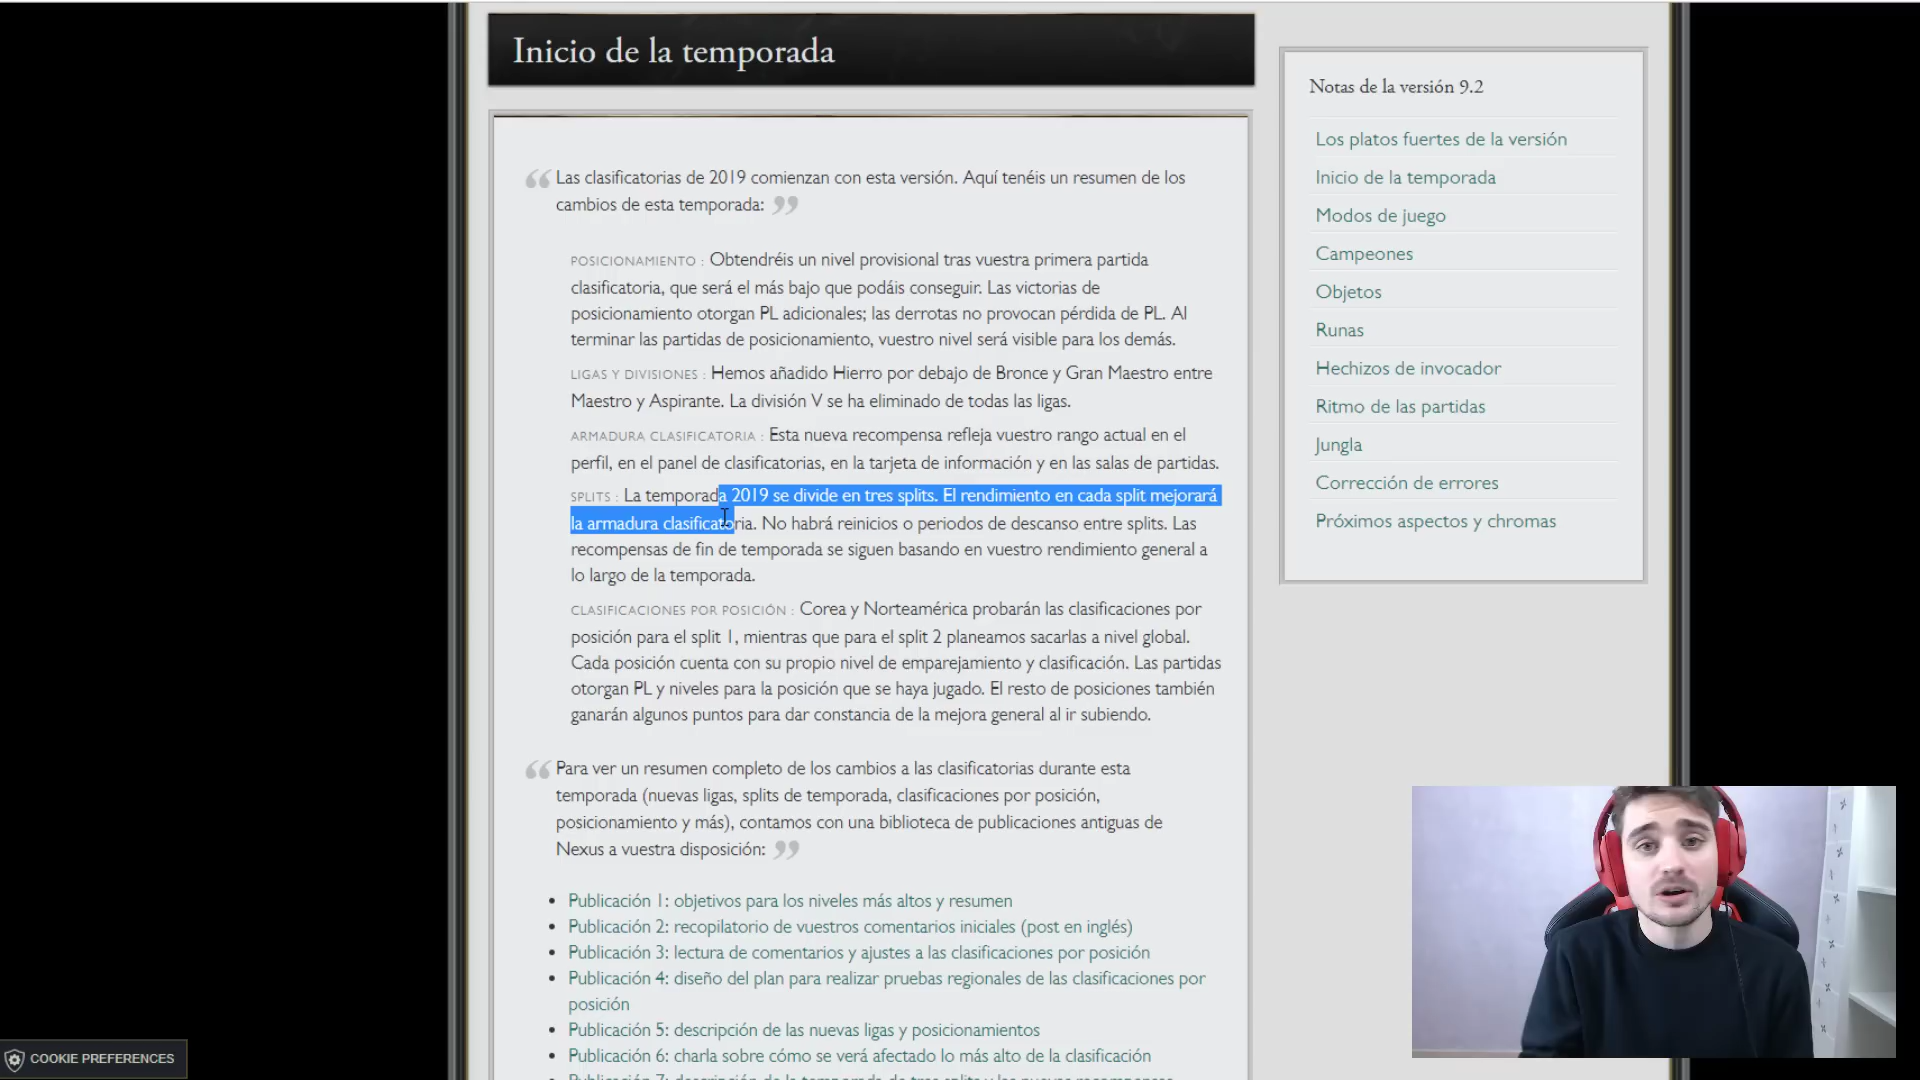 Inicio de la temporada
“ Las clasificatorias de 2019 comienzan con esta versión. Aquí tenéis un resumen de los
cambios de esta temporada: ”
POSICIONAMIENTO : Obtendréis un nivel provisional tras vuestra primera partida
clasificatoria, que será el más bajo que podáis conseguir. Las victorias de
posicionamiento otorgan PL adicionales; las derrotas no provocan pérdida de PL. Al
terminar las partidas de posicionamiento, vuestro nivel será visible para los demás.
LIGAS Y DIVISIONES : Hemos añadido Hierro por debajo de Bronce y Gran Maestro entre
Maestro y Aspirante. La división V se ha eliminado de todas las ligas.
ARMADURA CLASIFICATORIA : Esta nueva recompensa refleja vuestro rango actual en el
perfil, en el panel de clasificatorias, en la tarjeta de información y en las salas de partidas.
SPLITS : La temporada 2019 se divide en tres splits. El rendimiento en cada split mejorará
la armadura clasificatoria. No habrá reinicios o periodos de descanso entre splits. Las
recompensas de fin de temporada se siguen basando en vuestro rendimiento general a
lo largo de la temporada.
CLASIFICACIONES POR POSICIÓN : Corea y Norteamérica probarán las clasificaciones por
posición para el split 1, mientras que para el split 2 planeamos sacarlas a nivel global.
Cada posición cuenta con su propio nivel de emparejamiento y clasificación. Las partidas
otorgan PL y niveles para la posición que se haya jugado. El resto de posiciones también
ganarán algunos puntos para dar constancia de la mejora general al ir subiendo.
“ Para ver un resumen completo de los cambios a las clasificatorias durante esta
temporada (nuevas ligas, splits de temporada, clasificaciones por posición,
posicionamiento y más), contamos con una biblioteca de publicaciones antiguas de
Nexus a vuestra disposición: ”
• Publicación 1: objetivos para los niveles más altos y resumen
• Publicación 2: recopilatorio de vuestros comentarios iniciales (post en inglés)
• Publicación 3: lectura de comentarios y ajustes a las clasificaciones por posición
• Publicación 4: diseño del plan para realizar pruebas regionales de las clasificaciones por
posición
• Publicación 5: descripción de las nuevas ligas y posicionamientos
• Publicación 6: charla sobre cómo se verá afectado lo más alto de la clasificación
• Publicación 7: descripción de la temporada de tres splits y las nuevas recompensas
Notas de la versión 9.2
Los platos fuertes de la versión
Inicio de la temporada
Modos de juego
Campeones
Objetos
Runas
Hechizos de invocador
Ritmo de las partidas
Jungla
Corrección de errores
Próximos aspectos y chromas
COOKIE PREFERENCES